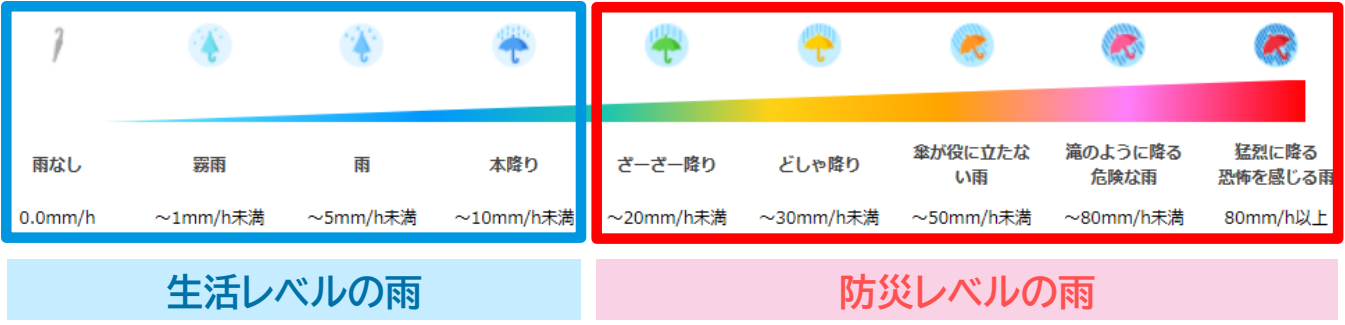 雨なし
霧雨
雨
本降り
ざーざー降り
どしゃ降り
傘が役に立たな
い雨
滝のように降る
危険な雨
猛烈に降る
恐怖を感じる雨
0.0mm/h
～1mm/h未満
～5mm/h未満
～10mm/h未満
～20mm/h未満
～30mm/h未満
～50mm/h未満
～80mm/h未満
80mm/h以上
生活レベルの雨
防災レベルの雨